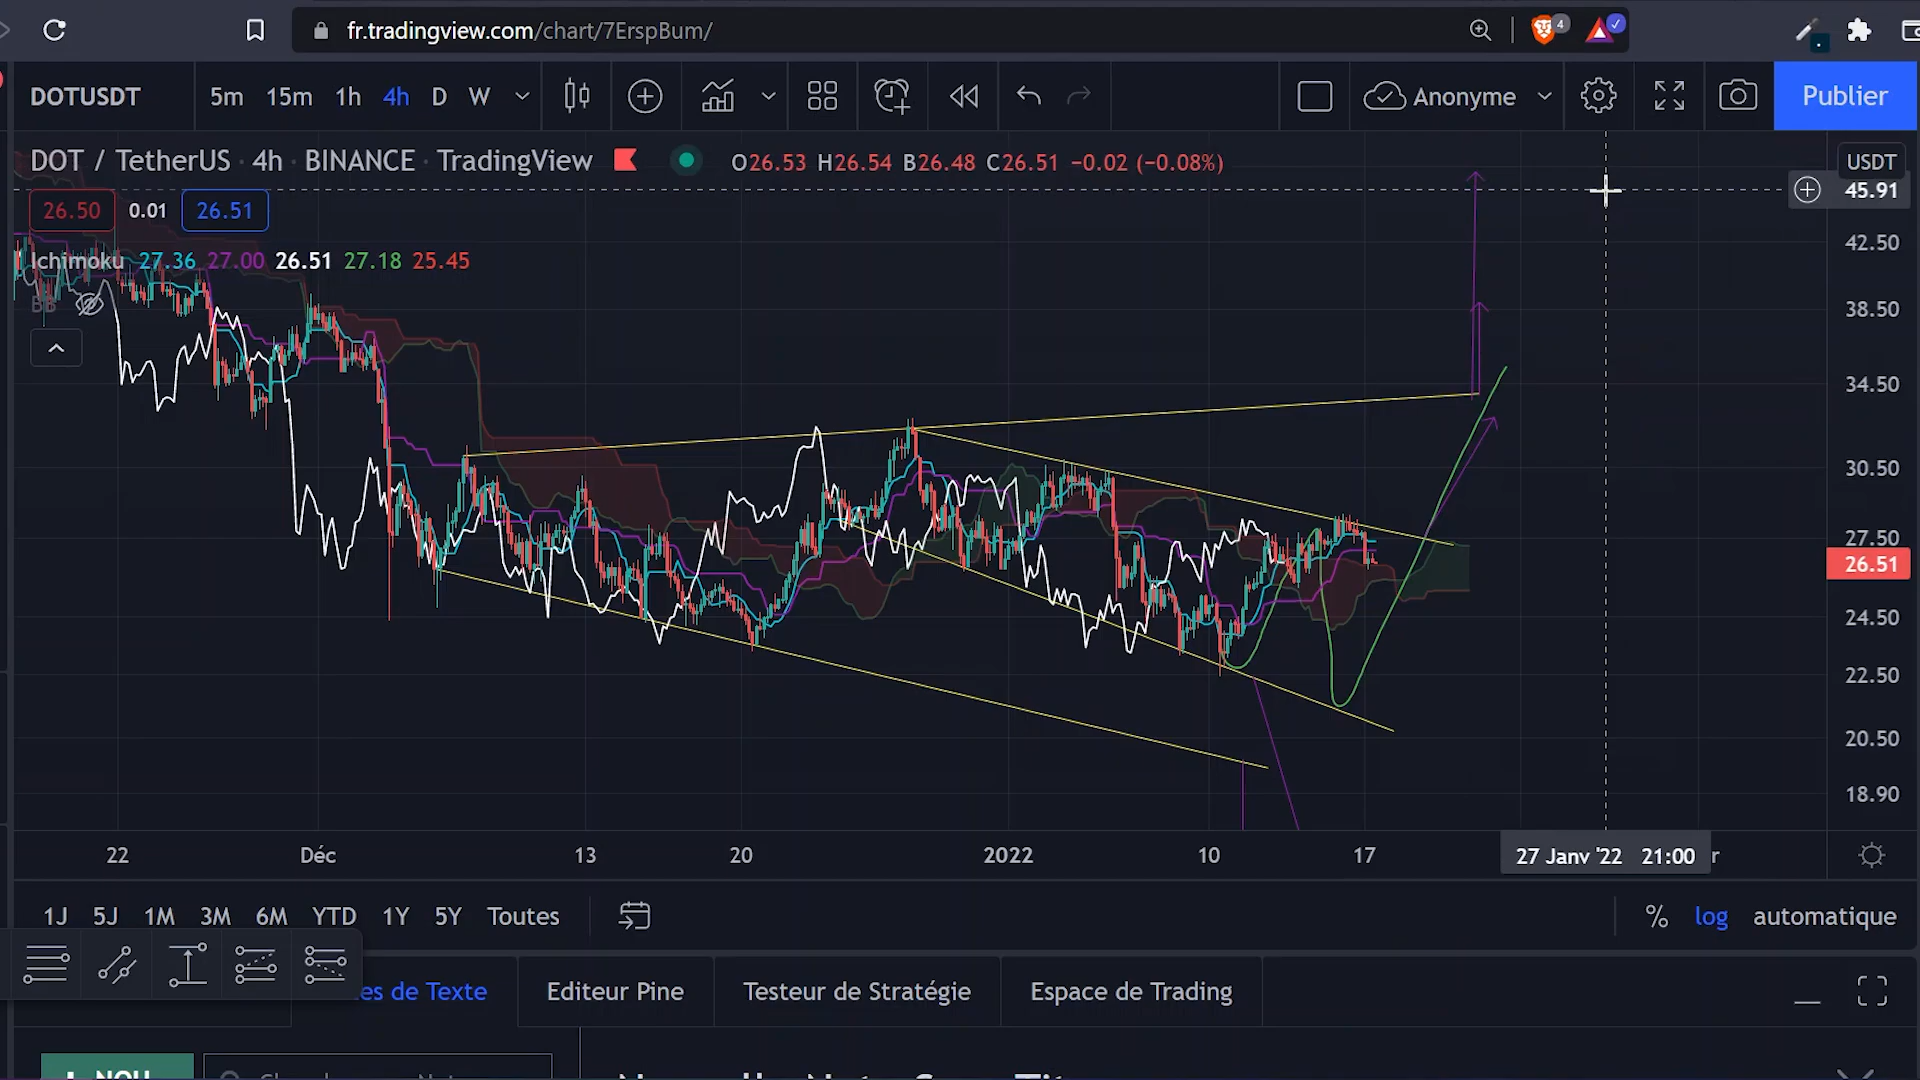 fr.tradingview.com/chart/7ErspBum/
4
DOTUSDT 5m 15m 1h 4h D W Anonyme Publier
DOT / TetherUS · 4h · BINANCE · TradingView O26.53 H26.54 B26.48 C26.51 −0.02 (−0.08%)
USDT
45.91
26.50 0.01 26.51
42.50
Ichimoku 27.36 27.00 26.51 27.18 25.45
BB
38.50
34.50
30.50
27.50
26.51
24.50
22.50
20.50
18.90
22 Déc 13 20 2022 10 17 27 Janv '22 21:00 r
1J 5J 1M 3M 6M YTD 1Y 5Y Toutes % log automatique
es de Texte Editeur Pine Testeur de Stratégie Espace de Trading